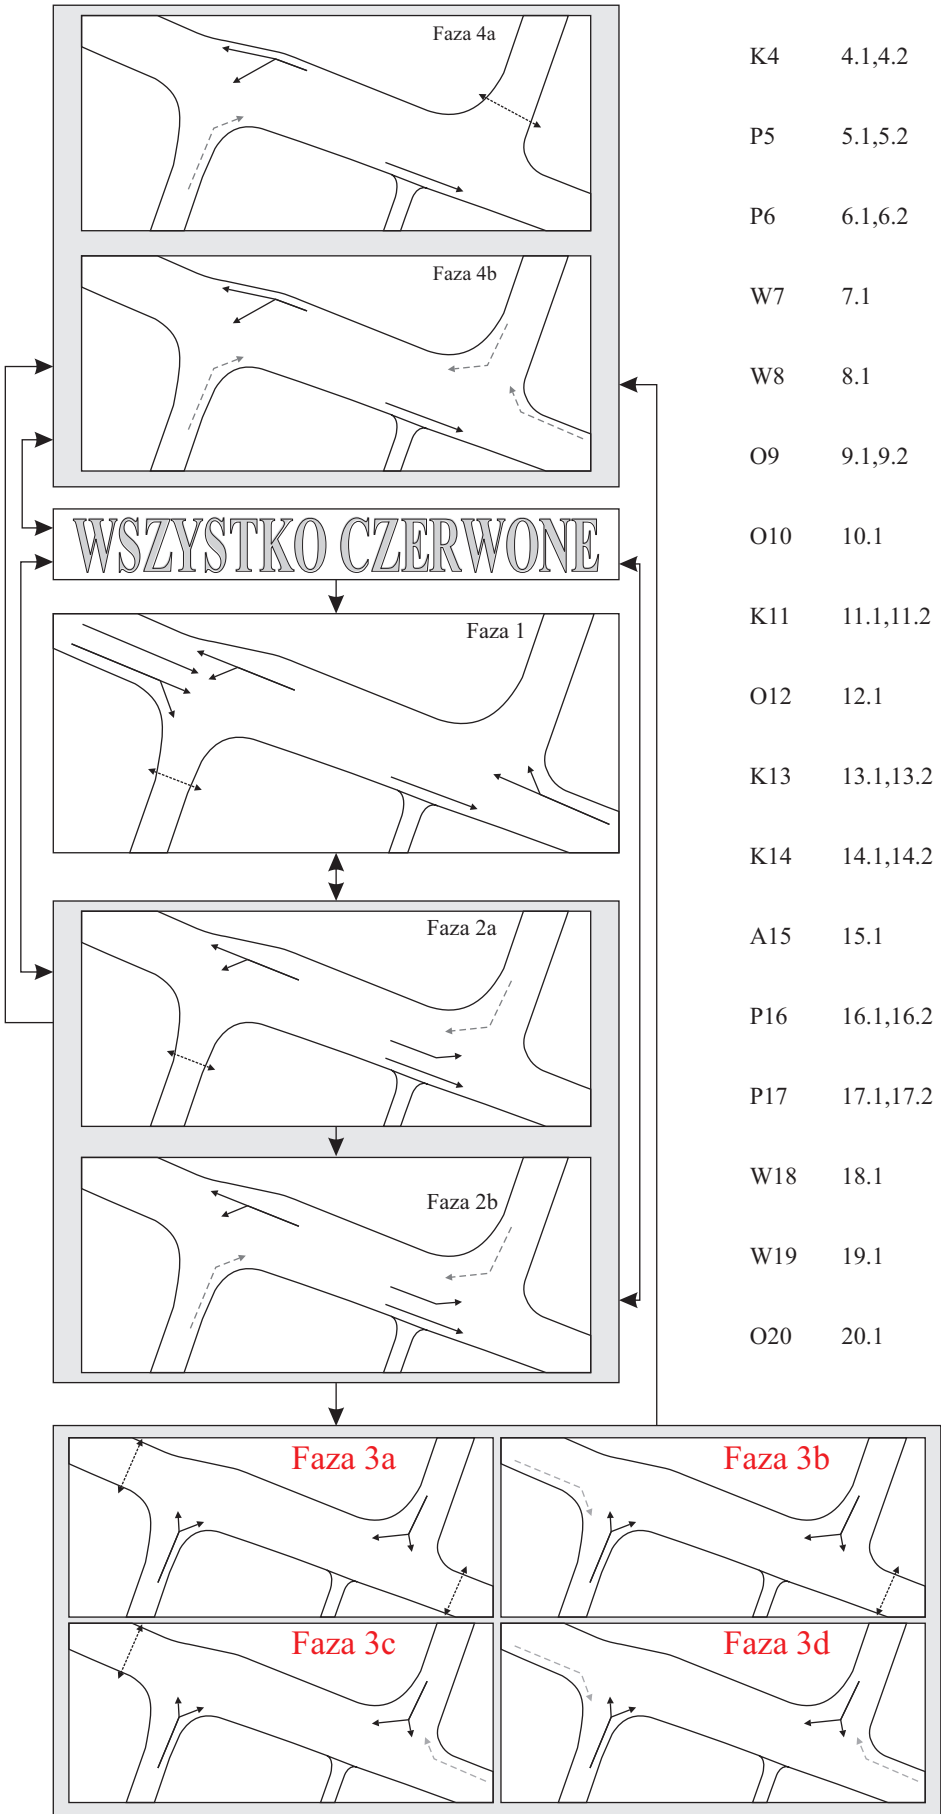 Faza 4a
Faza 4b
WSZYSTKO CZERWONE
Faza 1
Faza 2a
Faza 2b
Faza 3a
Faza 3b
Faza 3c
Faza 3d
K4 4.1,4.2
P5 5.1,5.2
P6 6.1,6.2
W7 7.1
W8 8.1
O9 9.1,9.2
O10 10.1
K11 11.1,11.2
O12 12.1
K13 13.1,13.2
K14 14.1,14.2
A15 15.1
P16 16.1,16.2
P17 17.1,17.2
W18 18.1
W19 19.1
O20 20.1